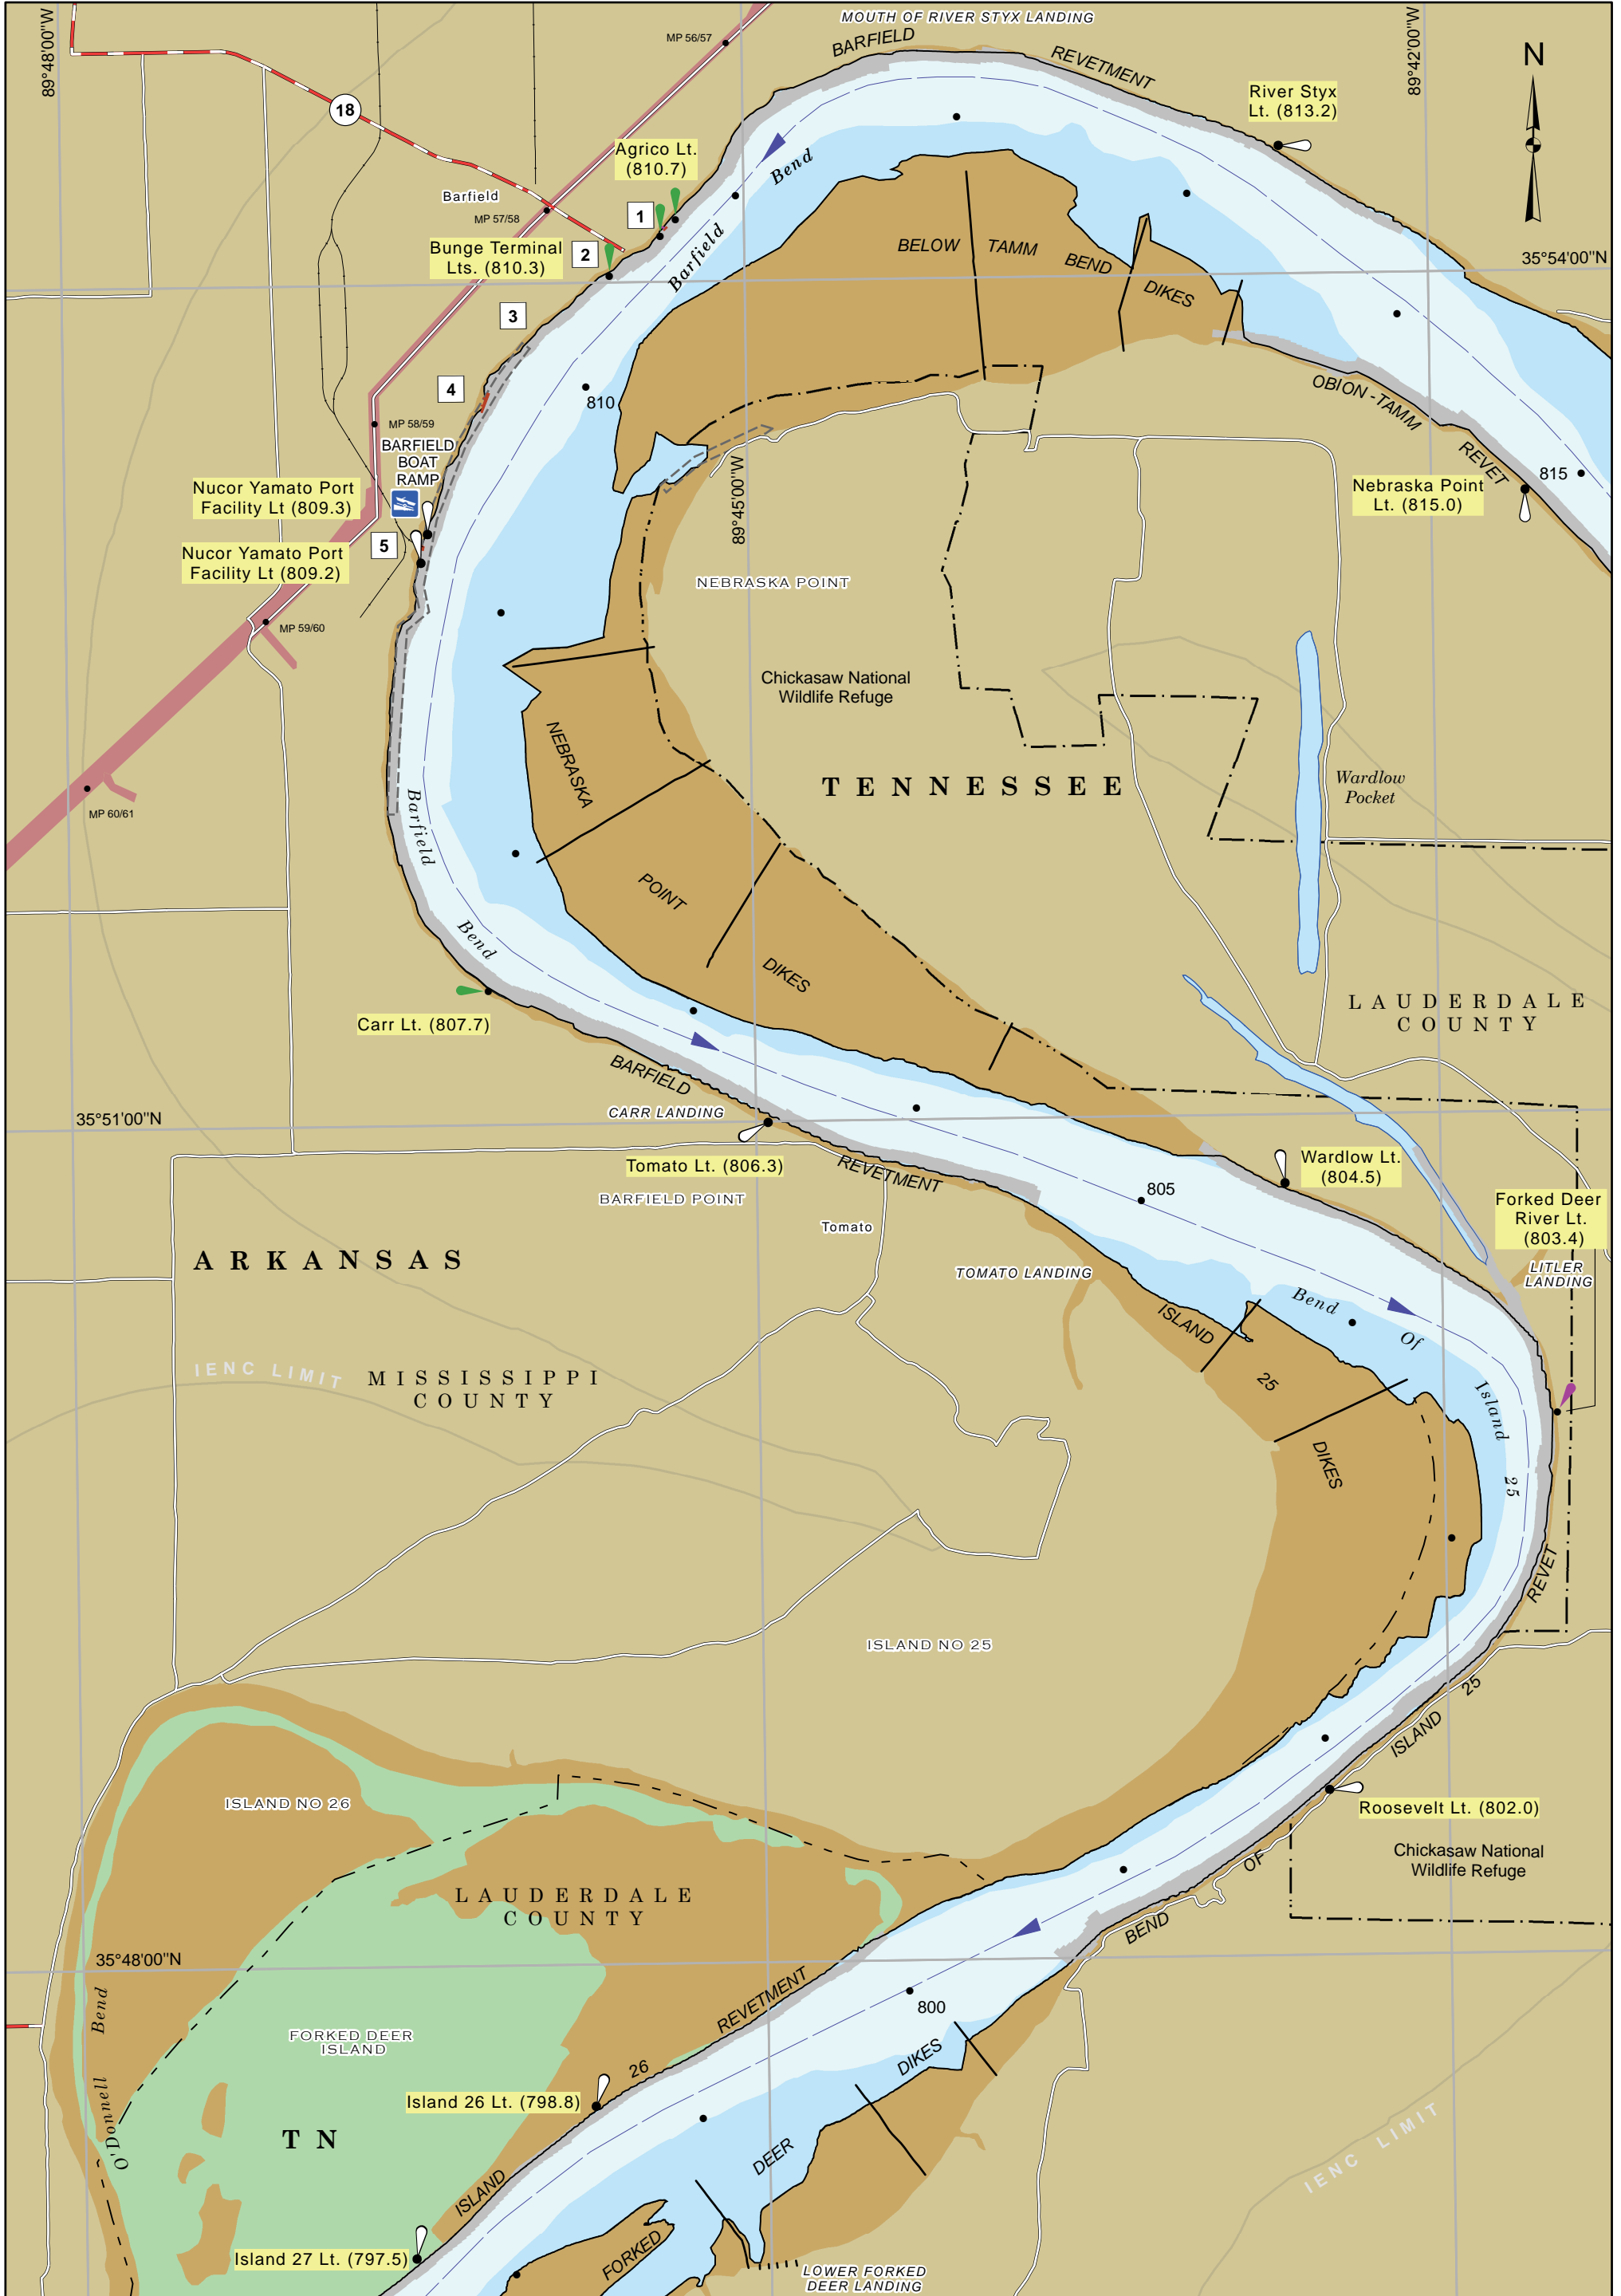 MOUTH OF RIVER STYX LANDING
BARFIELD
REVETMENT
89°48'00"W
89°42'00"W
MP 56/57
N
18
River Styx
Lt. (813.2)
Agrico Lt.
(810.7)
Bend
Barfield
Barfield
MP 57/58
1
2
Bunge Terminal
Lts. (810.3)
BELOW
TAMM
BEND
DIKES
35°54'00"N
3
4
810
OBION -TAMM
REVET
MP 58/59
BARFIELD
BOAT
RAMP
815
Nebraska Point
Lt. (815.0)
Nucor Yamato Port
Facility Lt (809.3)
89°45'00"W
5
Nucor Yamato Port
Facility Lt (809.2)
NEBRASKA POINT
MP 59/60
Chickasaw National
Wildlife Refuge
NEBRASKA
TENNESSEE
Wardlow
Pocket
MP 60/61
Barfield
POINT
Bend
DIKES
LAUDERDALE
COUNTY
Carr Lt. (807.7)
BARFIELD
CARR LANDING
35°51'00"N
Tomato Lt. (806.3)
REVETMENT
Wardlow Lt.
(804.5)
805
BARFIELD POINT
Tomato
Forked Deer
River Lt.
(803.4)
ARKANSAS
TOMATO LANDING
LITLER
LANDING
Bend
Of
Island
25
ISLAND
25
DIKES
IENC LIMIT
MISSISSIPPI
COUNTY
REVET
ISLAND NO 25
25
ISLAND
ISLAND NO 26
Roosevelt Lt. (802.0)
Chickasaw National
Wildlife Refuge
OF
BEND
LAUDERDALE
COUNTY
35°48'00"N
REVETMENT
800
Bend
O'Donnell
FORKED DEER
ISLAND
DIKES
26
Island 26 Lt. (798.8)
TN
DEER
IENC LIMIT
ISLAND
Island 27 Lt. (797.5)
FORKED
LOWER FORKED
DEER LANDING